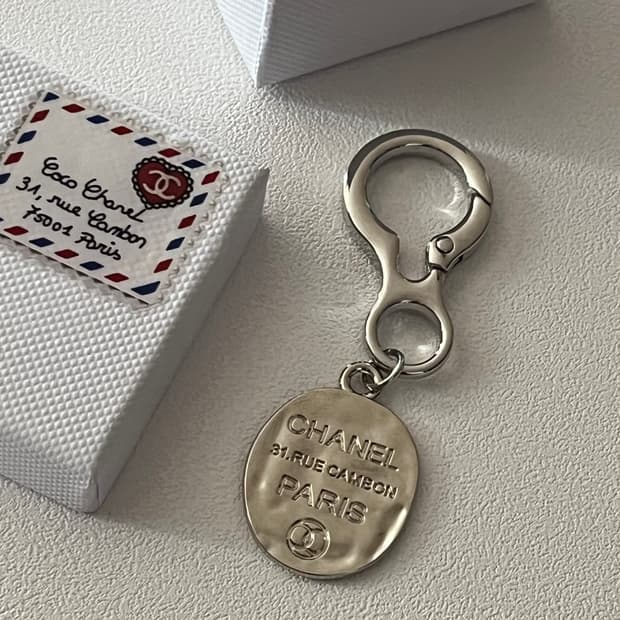 Coco Chanel
31, rue Cambon
75001 Paris
CHANEL
31.RUE CAMBON
PARIS